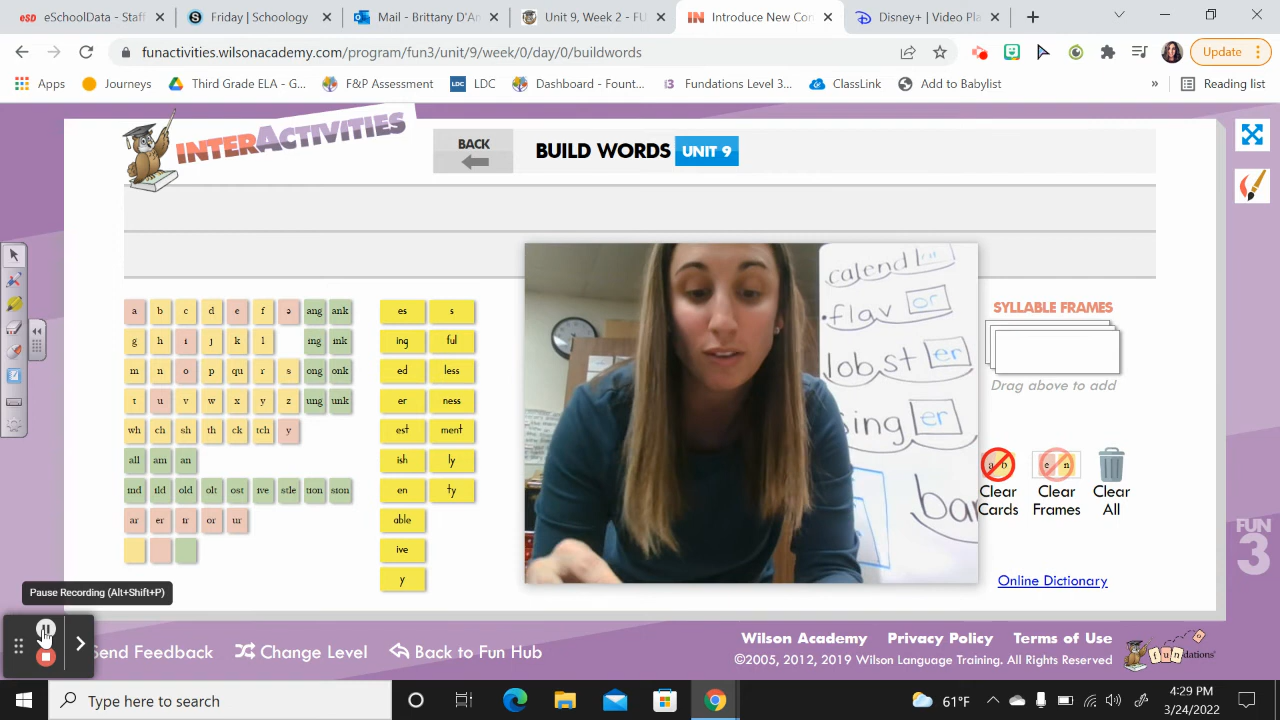 eSchoolData - Staff
Friday | Schoology
Mail - Brittany D'An
Unit 9, Week 2 - FU
Introduce New Con
Disney+ | Video Pla
funactivities.wilsonacademy.com/program/fun3/unit/9/week/0/day/0/buildwords
Update
Apps
Journeys
Third Grade ELA - G...
F&P Assessment
LDC
Dashboard - Fount...
Fundations Level 3...
ClassLink
Add to Babylist
»
Reading list
INTERACTIVITIES
BACK
BUILD WORDS UNIT 9
a b c d e f ə ang ank
g h i j k l ing ink
m n o p qu r s ong onk
t u v w x y z ung unk
wh ch sh th ck tch y
all am an
ind ild old olt ost ive stle tion sion
ar er ir or ur
es s
ing ful
ed less
er ness
est ment
ish ly
en ty
able
ive
y
calend
flav or
lobst er
sing er
bar
SYLLABLE FRAMES
Drag above to add
Clear Cards
Clear Frames
Clear All
Online Dictionary
FUN
3
Pause Recording (Alt+Shift+P)
Send Feedback
Change Level
Back to Fun Hub
Wilson Academy
Privacy Policy
Terms of Use
©2005, 2012, 2019 Wilson Language Training. All Rights Reserved
fundations
Type here to search
61°F
4:29 PM
3/24/2022